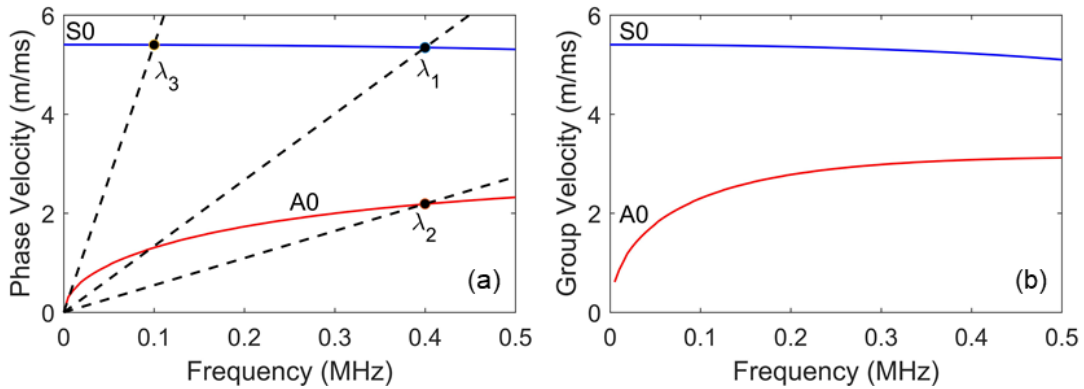 6
4
2
0
Phase Velocity (m/ms)
S0
λ3
λ1
A0
λ2
(a)
0
0.1
0.2
0.3
0.4
0.5
Frequency (MHz)
6
4
2
0
Group Velocity (m/ms)
S0
A0
(b)
0
0.1
0.2
0.3
0.4
0.5
Frequency (MHz)